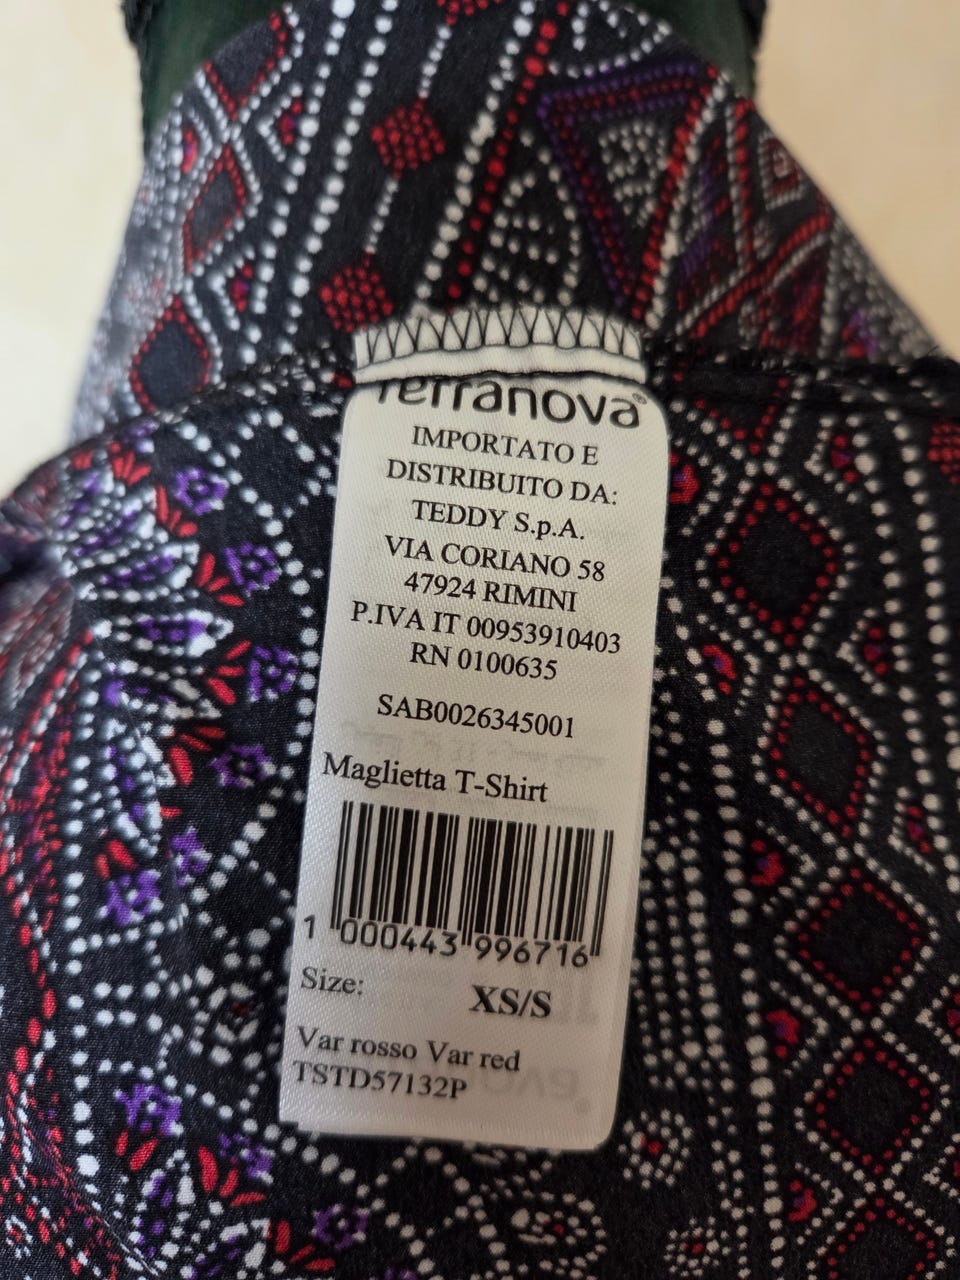 Terranova®
IMPORTATO E
DISTRIBUITO DA:
TEDDY S.p.A.
VIA CORIANO 58
47924 RIMINI
P.IVA IT 00953910403
RN 0100635
SAB0026345001
Maglietta T-Shirt
1 000443 996716
Size: XS/S
Var rosso Var red
TSTD57132P